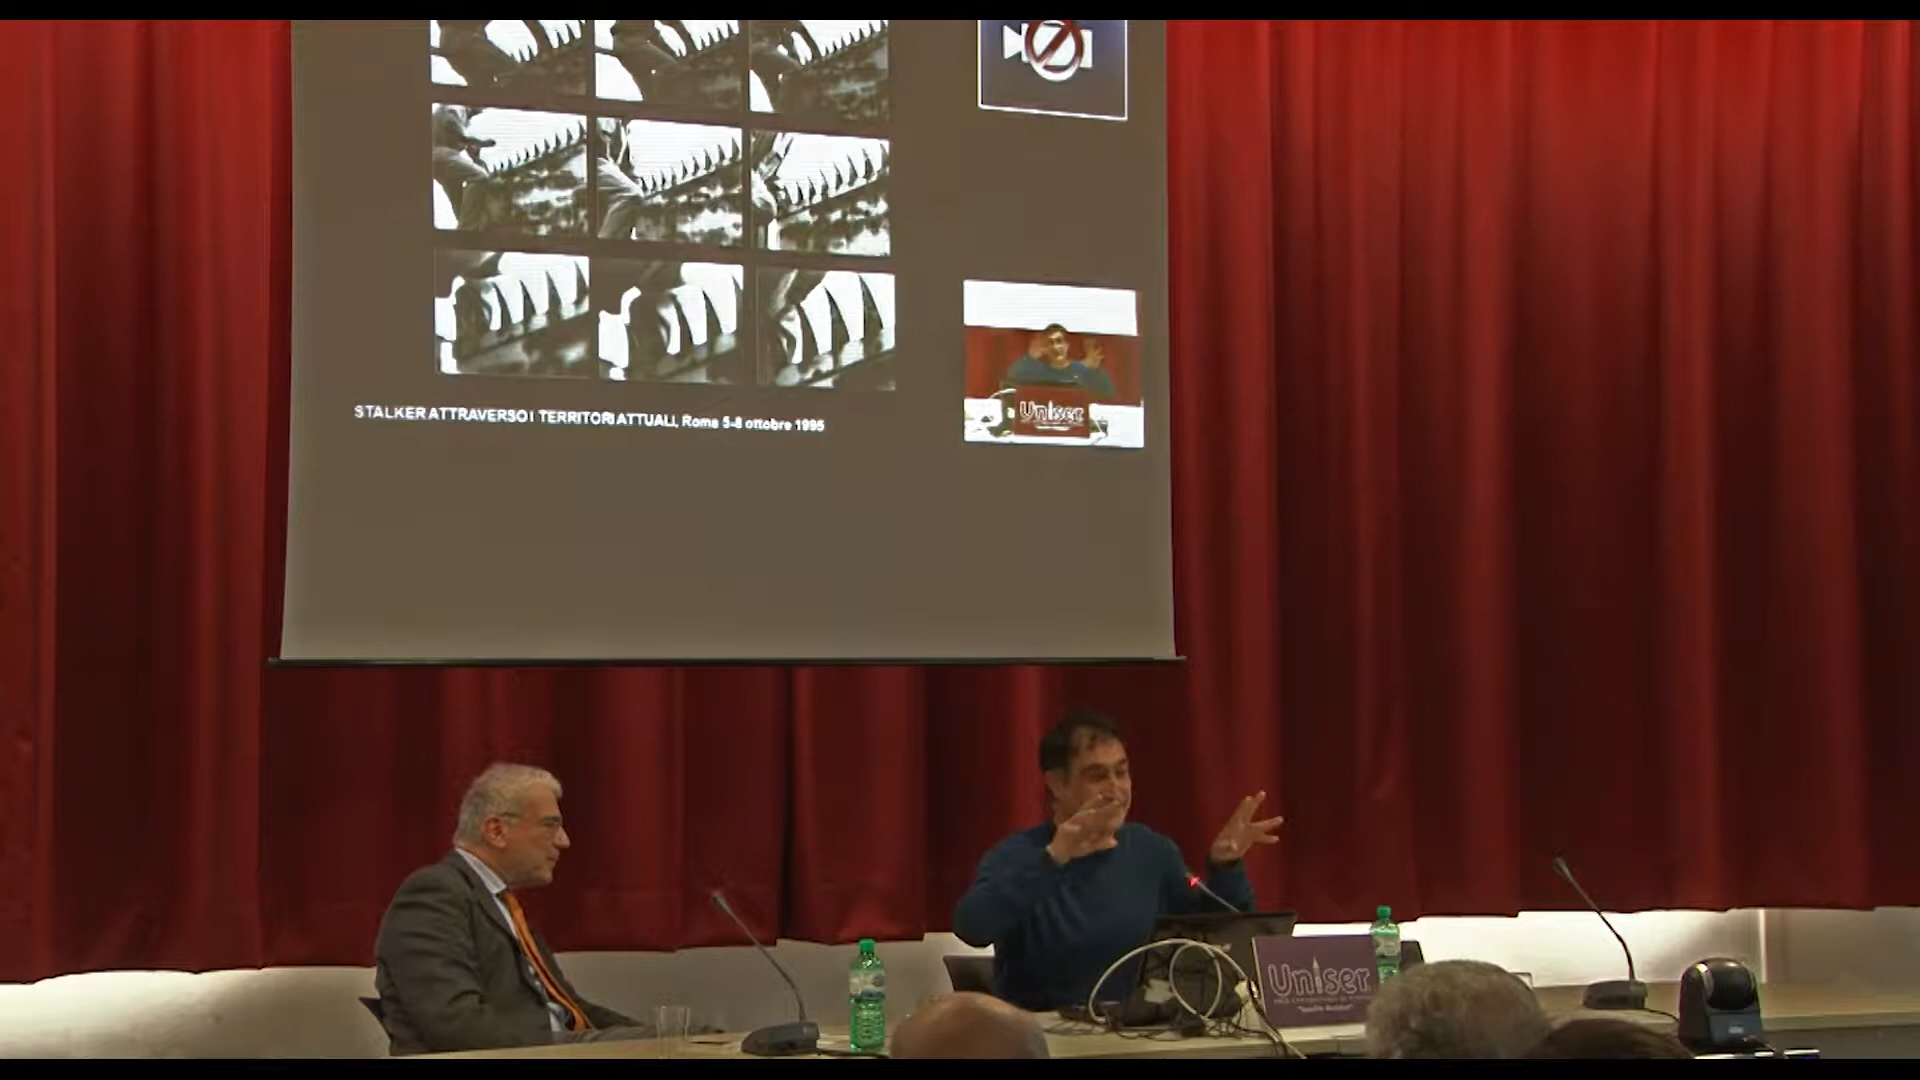 STALKER ATTRAVERSO I TERRITORI ATTUALI, Roma 5-8 ottobre 1995
Uniser
Uniser